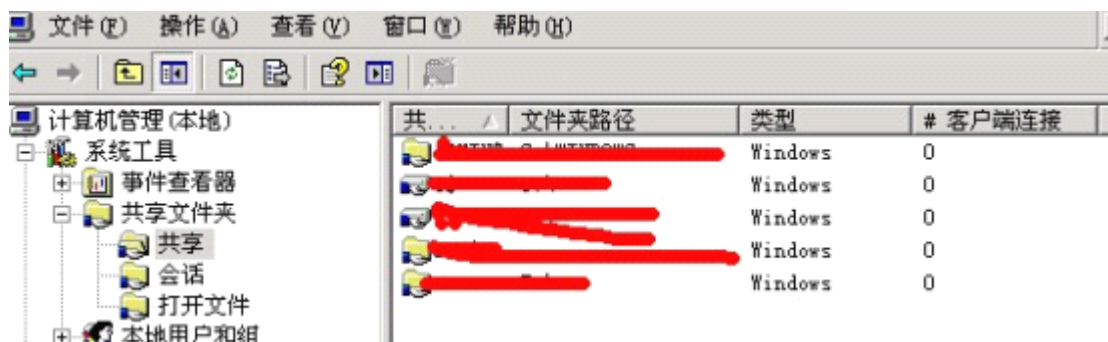 文件(F) 操作(A) 查看(V) 窗口(W) 帮助(H)
计算机管理(本地)
系统工具
事件查看器
共享文件夹
共享
会话
打开文件
本地用户和组
共... 文件夹路径 类型 # 客户端连接
Windows 0
Windows 0
Windows 0
Windows 0
Windows 0